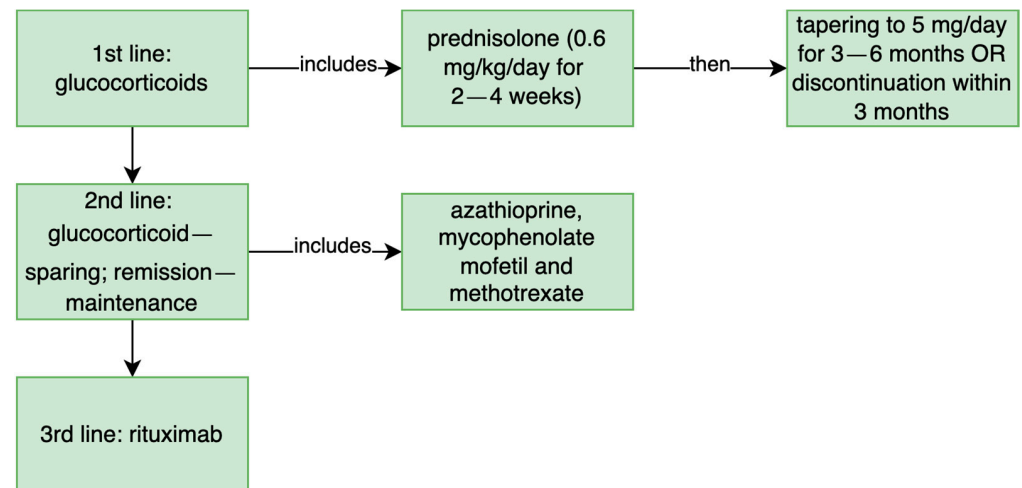 1st line:
glucocorticoids
includes
prednisolone (0.6
mg/kg/day for
2—4 weeks)
then
tapering to 5 mg/day
for 3—6 months OR
discontinuation within
3 months
2nd line:
glucocorticoid—
sparing; remission—
maintenance
includes
azathioprine,
mycophenolate
mofetil and
methotrexate
3rd line: rituximab